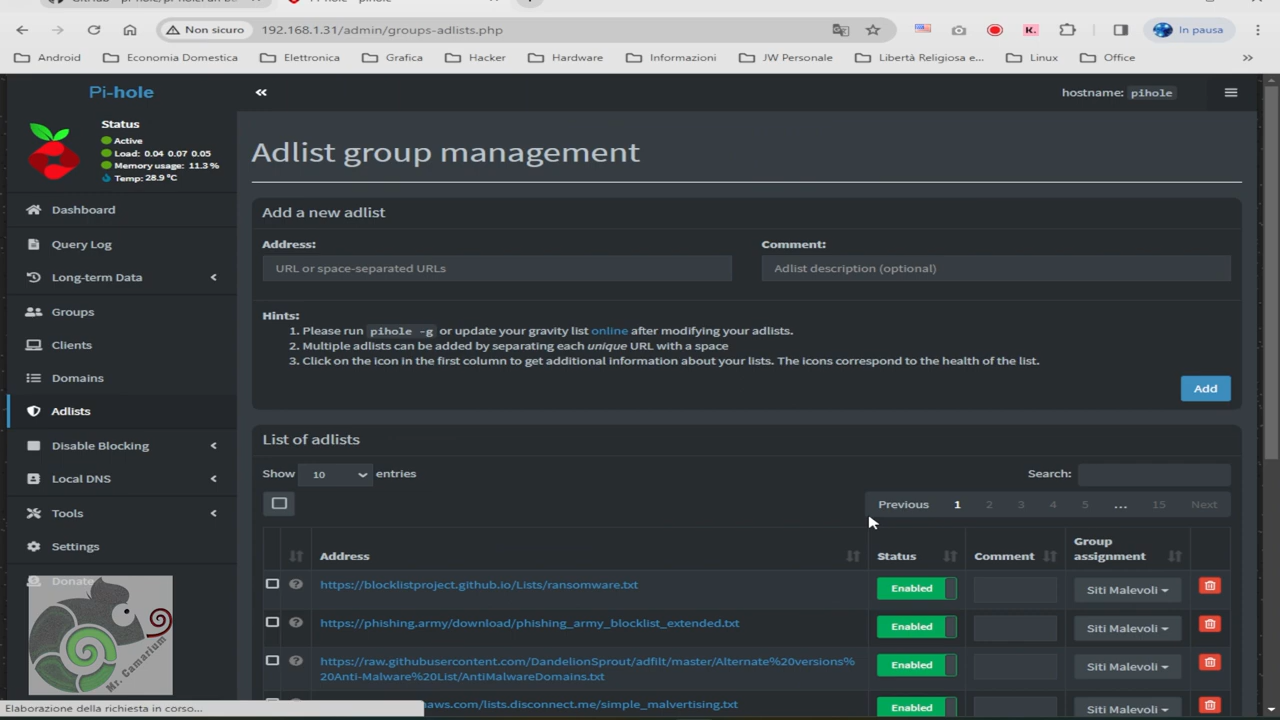 Non sicuro
192.168.1.31/admin/groups-adlists.php
K.
In pausa
Android
Economia Domestica
Elettronica
Grafica
Hacker
Hardware
Informazioni
JW Personale
Libertà Religiosa e...
Linux
Office
Pi-hole
hostname: pihole
Status
Active
Load: 0.04 0.07 0.05
Memory usage: 11.3 %
Temp: 28.9 °C
Dashboard
Query Log
Long-term Data
Groups
Clients
Domains
Adlists
Disable Blocking
Local DNS
Tools
Settings
Donate
Mr. Camarium
Elaborazione della richiesta in corso...
Adlist group management
Add a new adlist
Address:
Comment:
URL or space-separated URLs
Adlist description (optional)
Hints:
1. Please run pihole -g or update your gravity list online after modifying your adlists.
2. Multiple adlists can be added by separating each unique URL with a space
3. Click on the icon in the first column to get additional information about your lists. The icons correspond to the health of the list.
Add
List of adlists
Show 10 entries
Search:
Previous 1 2 3 4 5 ... 15 Next
Address Status Comment Group assignment
https://blocklistproject.github.io/Lists/ransomware.txt Enabled Siti Malevoli
https://phishing.army/download/phishing_army_blocklist_extended.txt Enabled Siti Malevoli
https://raw.githubusercontent.com/DandelionSprout/adfilt/master/Alternate%20versions%
20Anti-Malware%20List/AntiMalwareDomains.txt Enabled Siti Malevoli
naws.com/lists.disconnect.me/simple_malvertising.txt Enabled Siti Malevoli